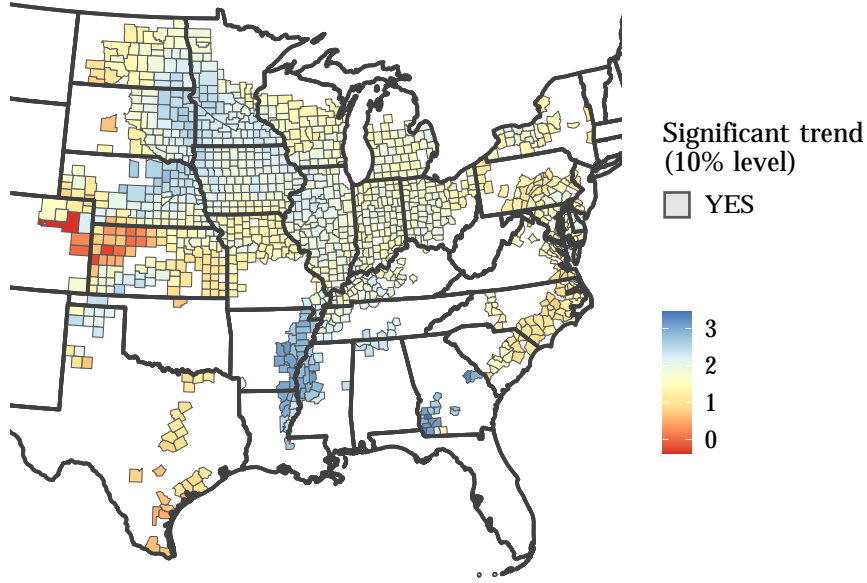 Significant trend
(10% level)
YES
3
2
1
0